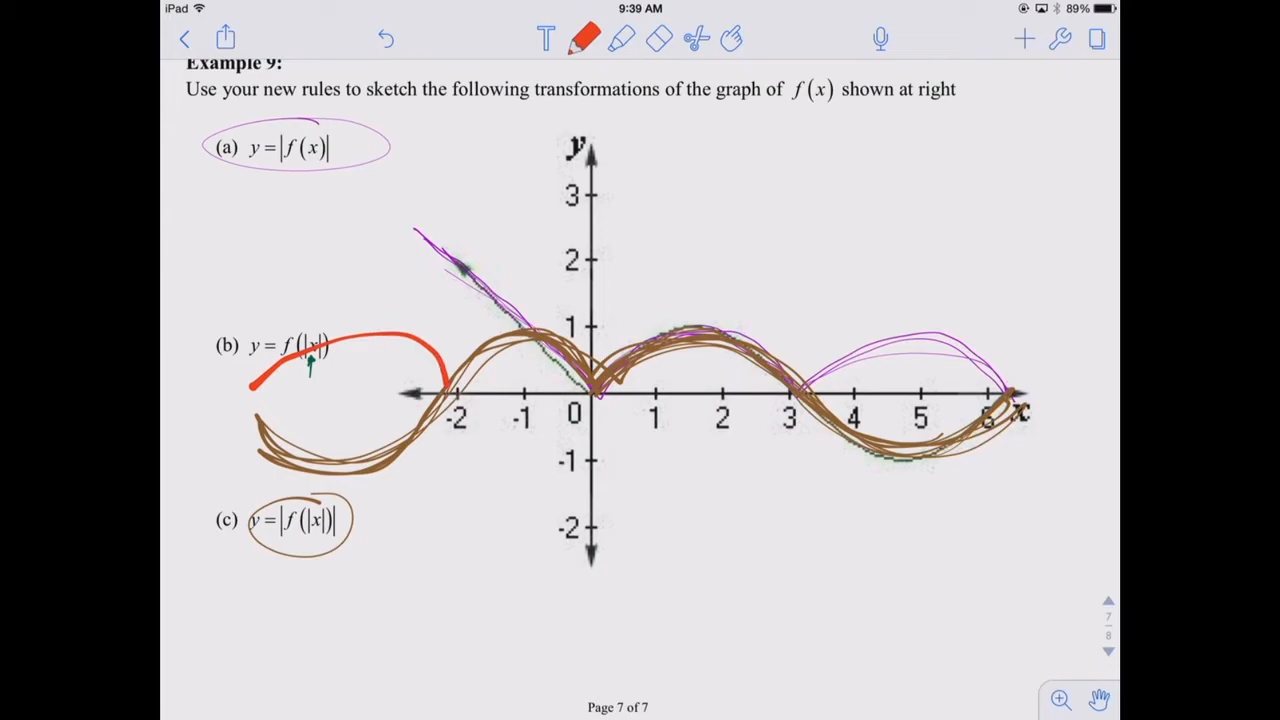 iPad 9:39 AM 89%
T
Example 9:
Use your new rules to sketch the following transformations of the graph of f(x) shown at right
(a) y = |f(x)|
y
3
2
1
(b) y = f(|x|)
-2 -1 0 1 2 3 4 5 6 x
-1
(c) y = |f(|x|)|
-2
7
8
Page 7 of 7